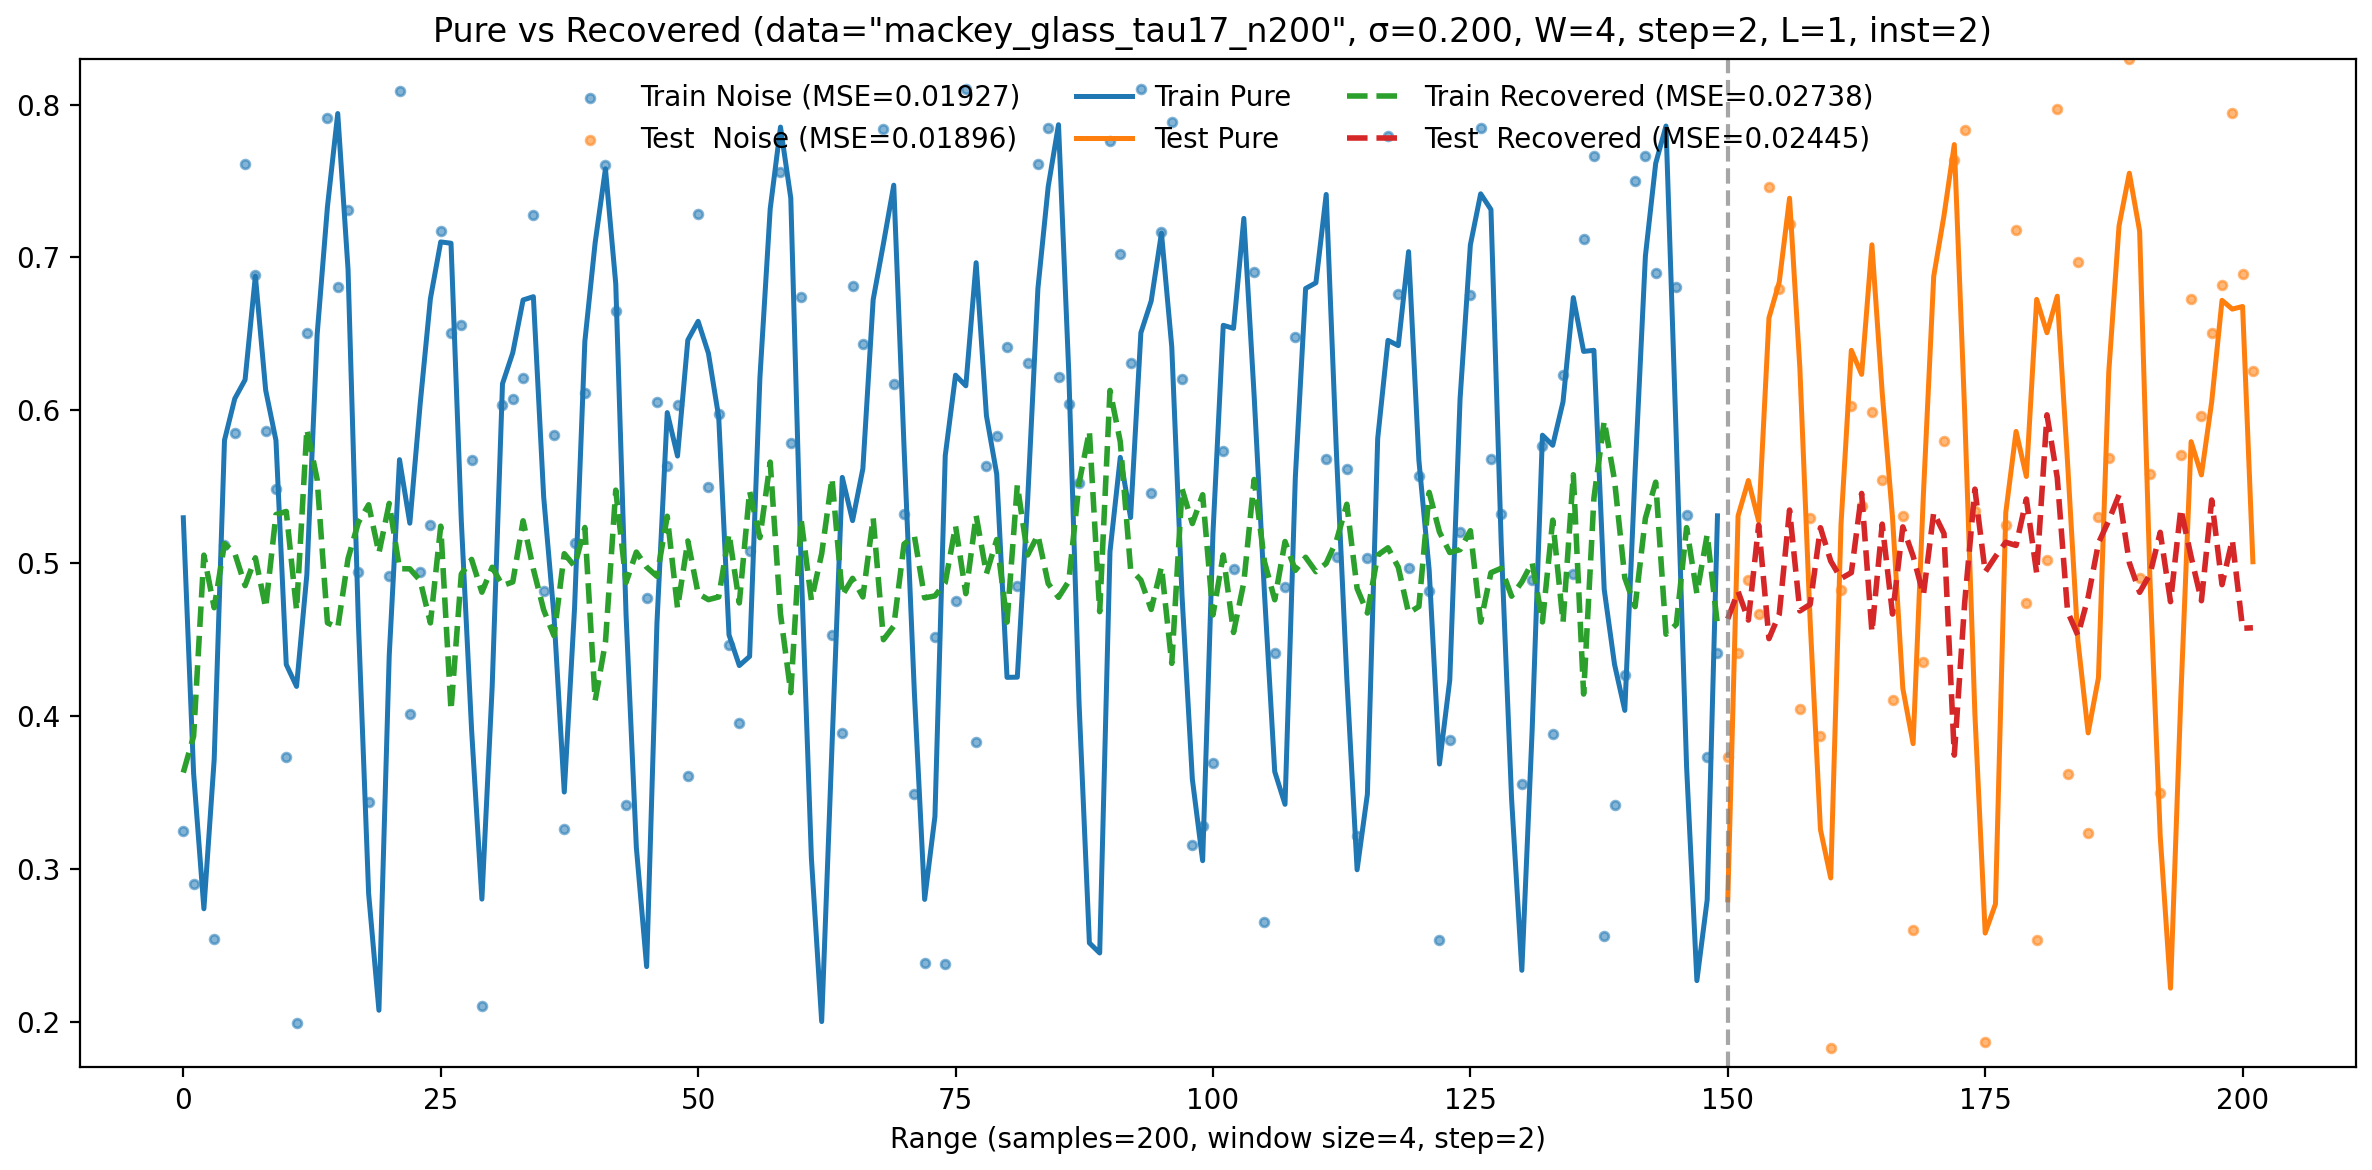 Pure vs Recovered (data="mackey_glass_tau17_n200", σ=0.200, W=4, step=2, L=1, inst=2)
Train Noise (MSE=0.01927)
Test  Noise (MSE=0.01896)
Train Pure
Test Pure
Train Recovered (MSE=0.02738)
Test  Recovered (MSE=0.02445)
0.8
0.7
0.6
0.5
0.4
0.3
0.2
0 25 50 75 100 125 150 175 200
Range (samples=200, window size=4, step=2)